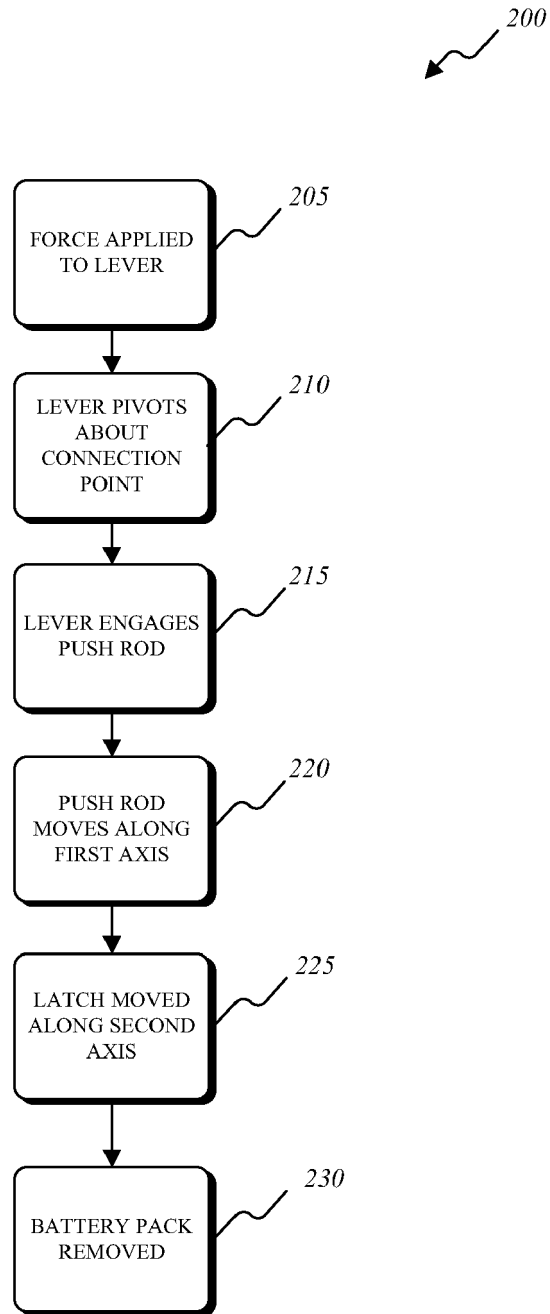 200
205
FORCE APPLIED
TO LEVER
210
LEVER PIVOTS
ABOUT
CONNECTION
POINT
215
LEVER ENGAGES
PUSH ROD
220
PUSH ROD
MOVES ALONG
FIRST AXIS
225
LATCH MOVED
ALONG SECOND
AXIS
230
BATTERY PACK
REMOVED